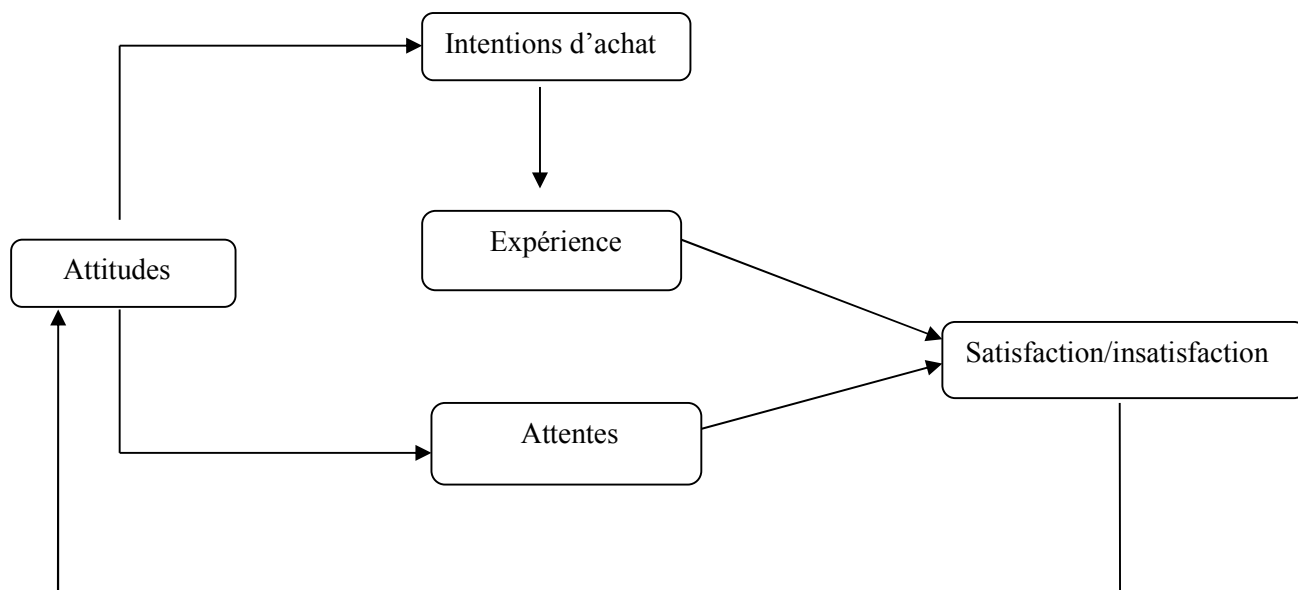 Intentions d’achat
Expérience
Attitudes
Satisfaction/insatisfaction
Attentes